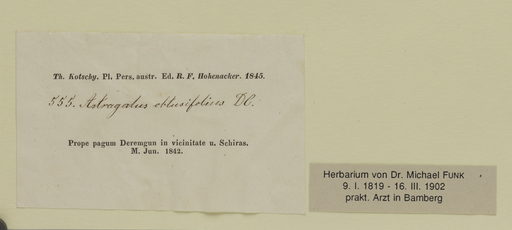 Th. Kotschy. Pl. Pers. austr. Ed. R. F. Hohenacker. 1845.
555. Astragalus obtusifolius DC.
Prope pagum Deremgun in vicinitate u. Schiras.
M. Jun. 1842.
Herbarium von Dr. Michael FUNK
9. I. 1819 - 16. III. 1902
prakt. Arzt in Bamberg